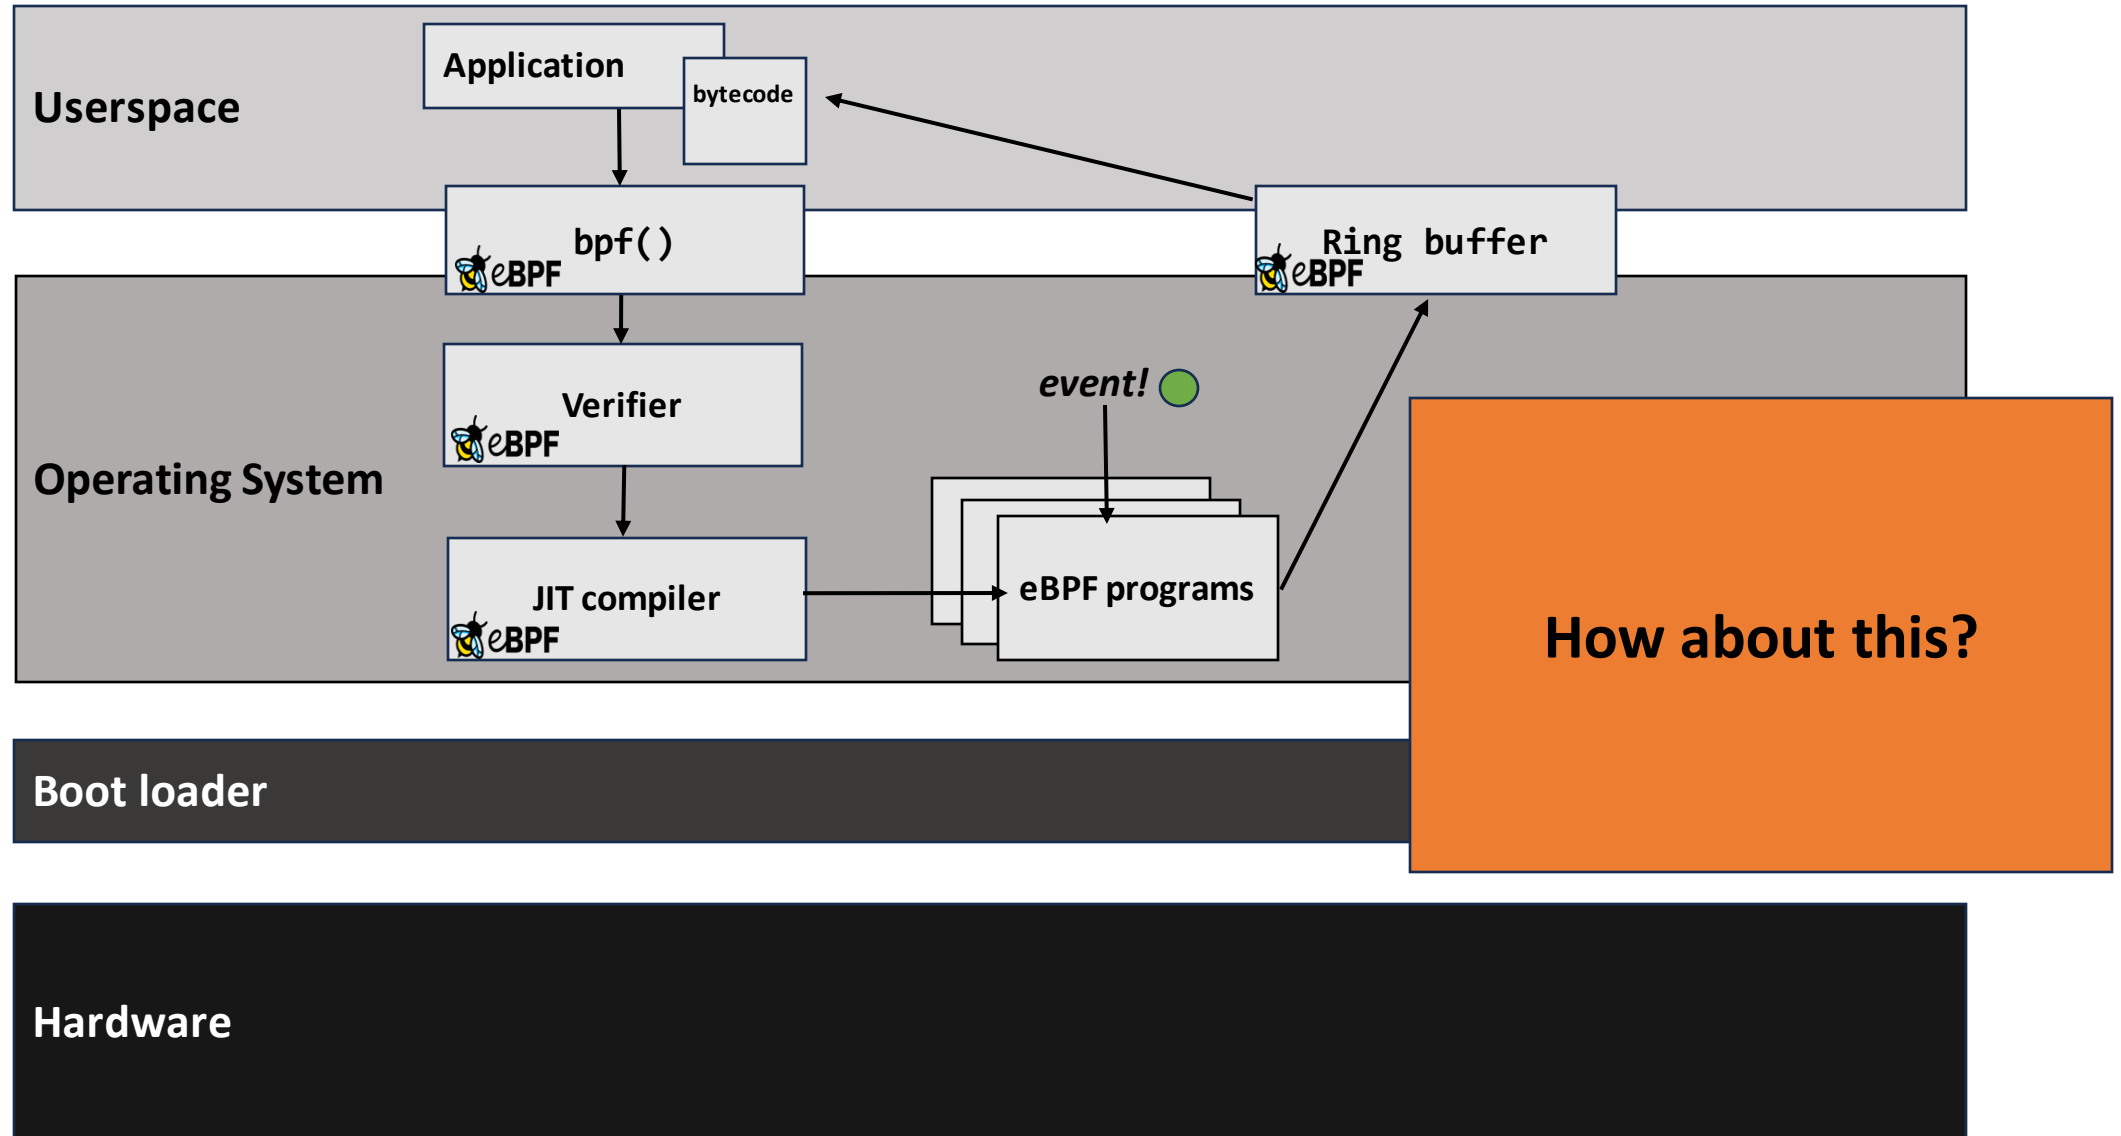 Application
bytecode
Userspace
bpf()
eBPF
Ring buffer
eBPF
event!
Verifier
eBPF
Operating System
eBPF programs
JIT compiler
eBPF
How about this?
Boot loader
Hardware